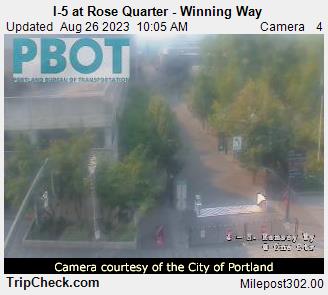 I-5 at Rose Quarter - Winning Way
Updated Aug 26 2023 10:05 AM Camera 4
PBOT
PORTLAND BUREAU OF TRANSPORTATION
Camera courtesy of the City of Portland
TripCheck.com Milepost302.00